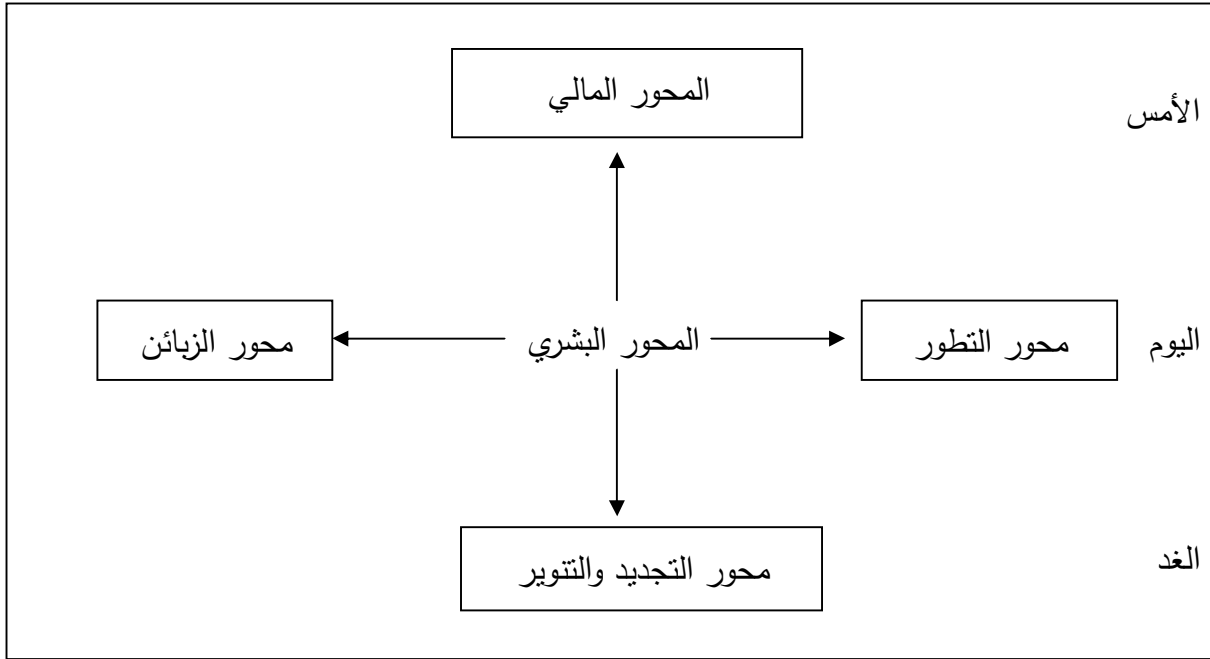 المحور المالي
الأمس
اليوم
محور التطور
المحور البشري
محور الزبائن
الغد
محور التجديد والتنوير